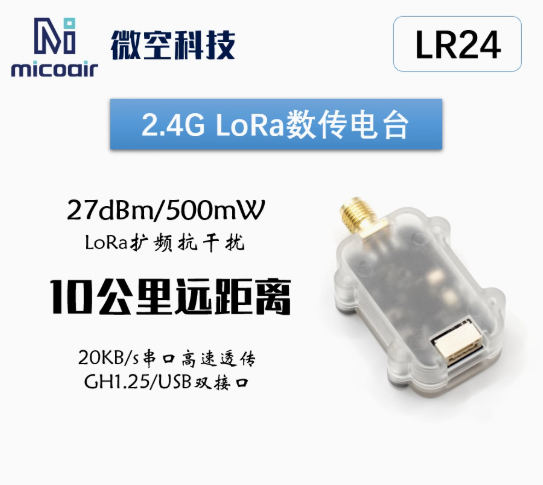 micoair
微空科技
LR24
2.4G LoRa数传电台
27dBm/500mW
LoRa扩频抗干扰
10公里远距离
20KB/s串口高速透传
GH1.25/USB双接口